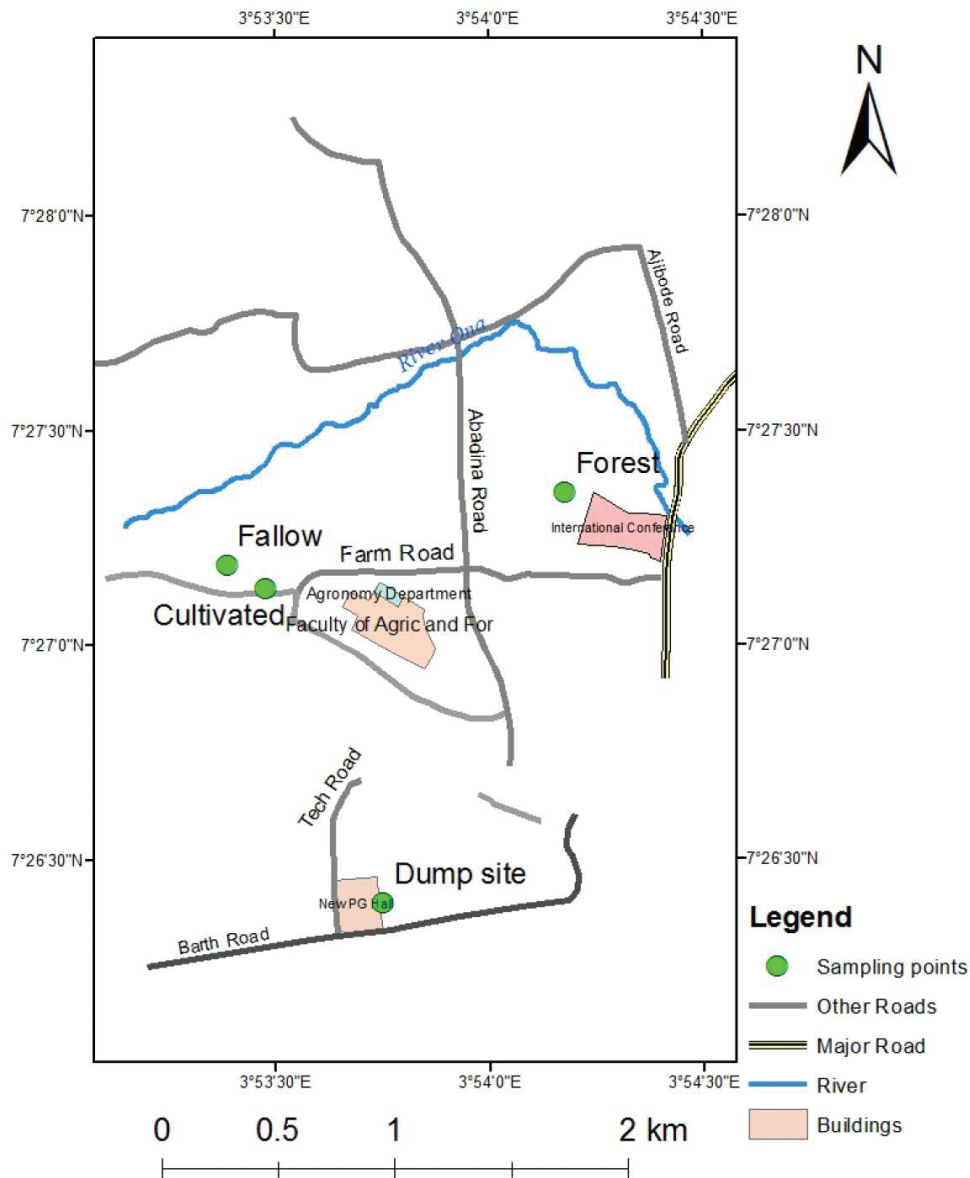 3°53'30"E
3°54'0"E
3°54'30"E
N
7°28'0"N
7°28'0"N
Ajibode Road
River Ona
7°27'30"N
7°27'30"N
Abadina Road
Forest
International Conference
Fallow
Farm Road
Cultivated
Agronomy Department
Faculty of Agric and For
7°27'0"N
7°27'0"N
Tech Road
7°26'30"N
7°26'30"N
Dump site
New PG Hall
Barth Road
Legend
Sampling points
Other Roads
Major Road
River
Buildings
3°53'30"E
3°54'0"E
3°54'30"E
0 0.5 1 2 km